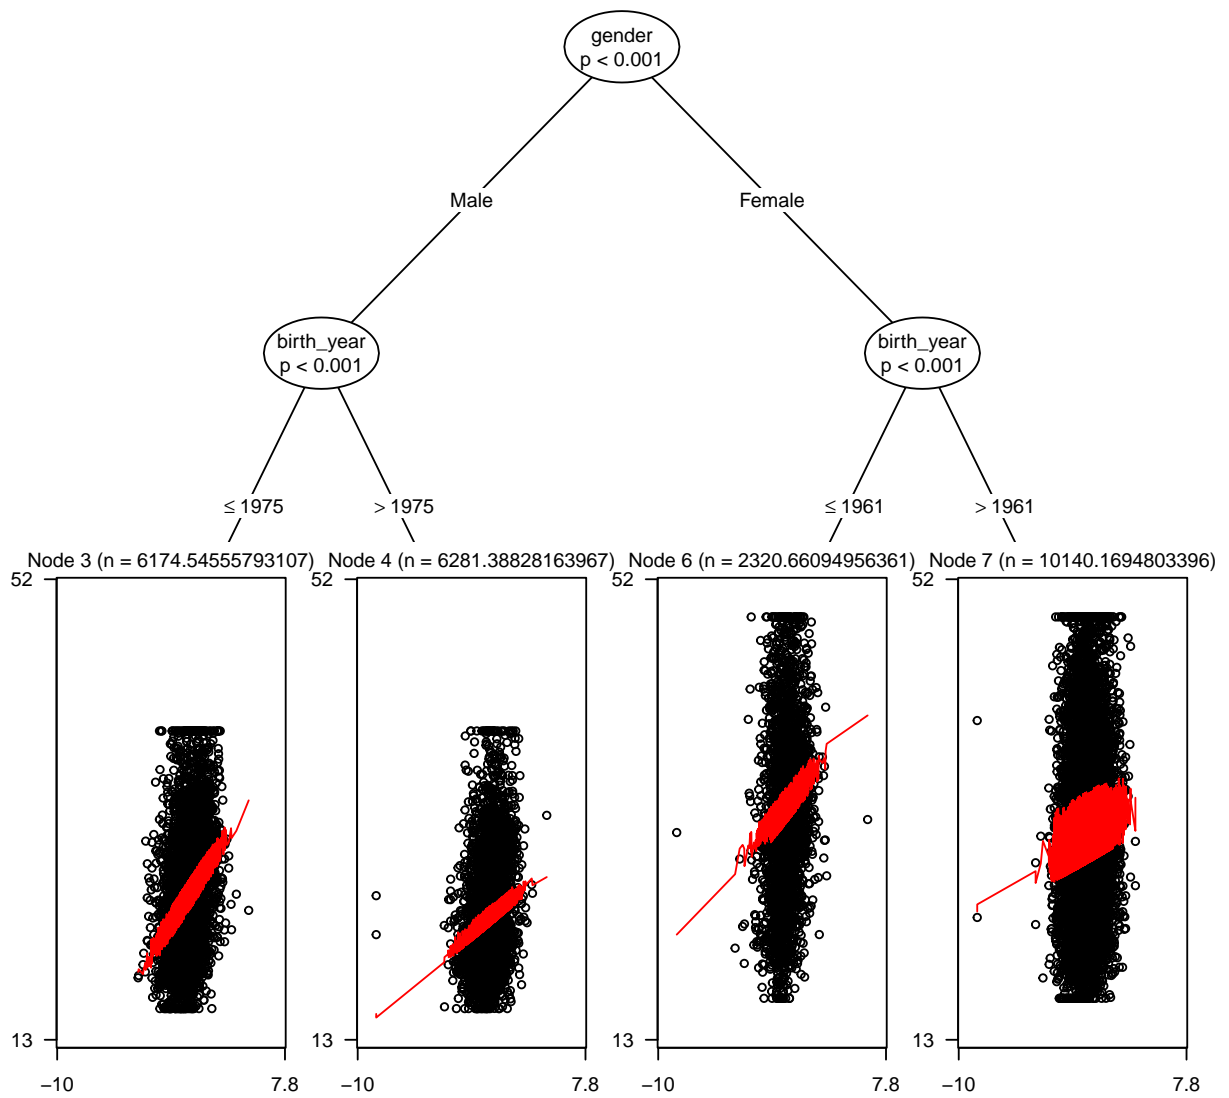 gender
p < 0.001
Male
Female
birth_year
p < 0.001
birth_year
p < 0.001
≤ 1975
> 1975
≤ 1961
> 1961
Node 3 (n = 6174.54555793107)
Node 4 (n = 6281.38828163967)
Node 6 (n = 2320.66094956361)
Node 7 (n = 10140.1694803396)
52
52
52
52
13
13
13
13
−10
7.8
−10
7.8
−10
7.8
−10
7.8